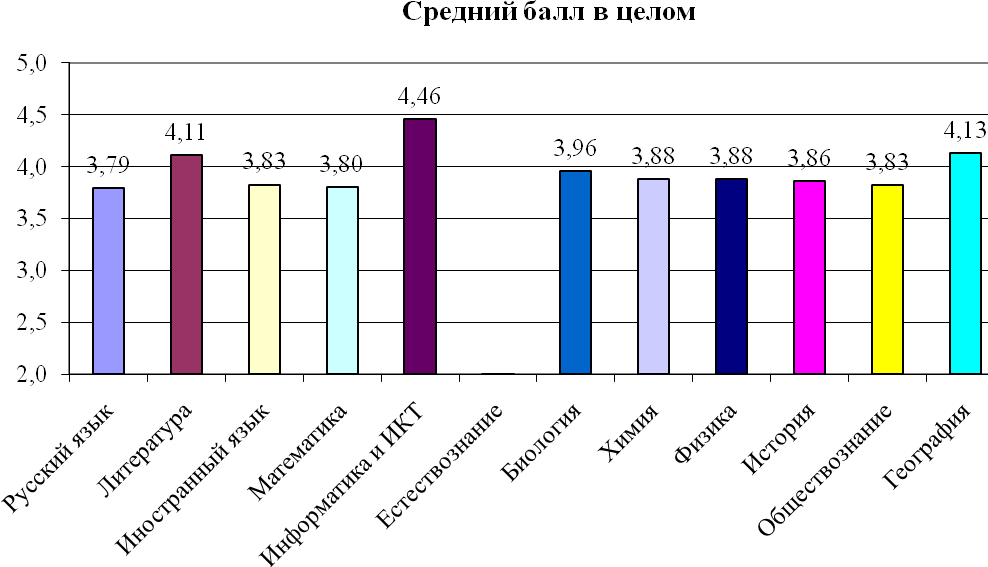 Средний балл в целом
5,0
4,5
4,0
3,5
3,0
2,5
2,0
3,79
4,11
3,83
3,80
4,46
3,96
3,88
3,88
3,86
3,83
4,13
Русский язык
Литература
Иностранный язык
Математика
Информатика и ИКТ
Естествознание
Биология
Химия
Физика
История
Обществознание
География